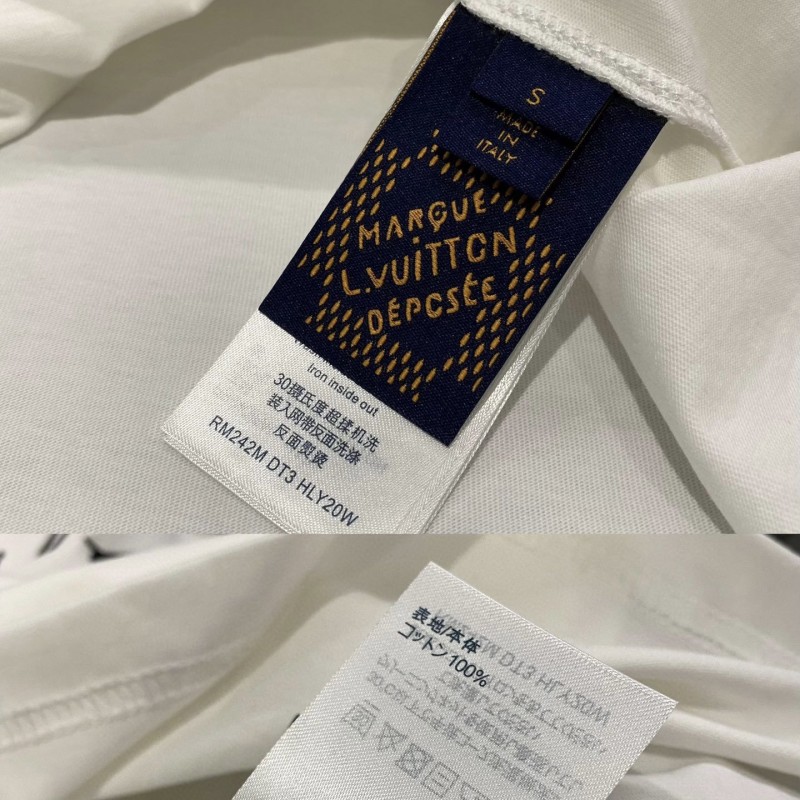 S
MADE
IN
ITALY
MARQUE
L.VUITTON
DÉPOSÉE
Iron inside out
30摄氏度超揉机洗
装入网带反面洗涤
反面熨烫
RM242M DT3 HLY20W
表地/本体
コットン100%